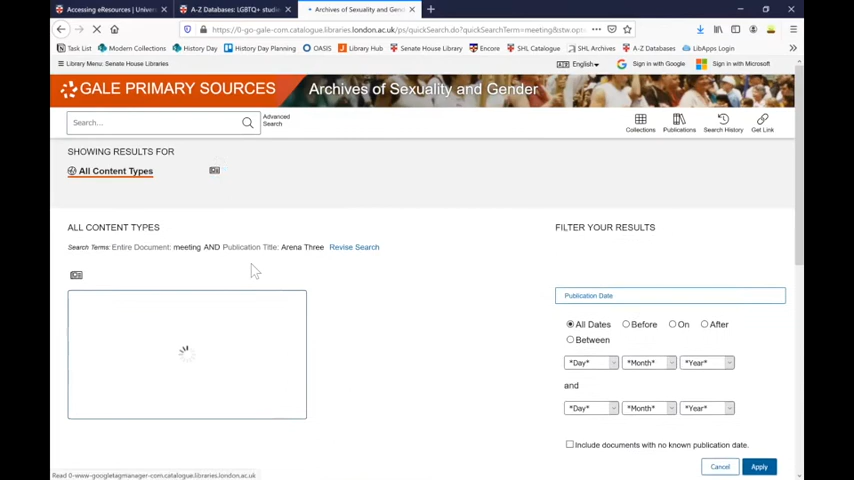 Accessing eResources | Univers
A-Z Databases: LGBTQ+ studie
Archives of Sexuality and Gende
https://0-go-gale-com.catalogue.libraries.london.ac.uk/ps/quickSearch.do?quickSearchTerm=meeting&stw.opt
Task List
Modern Collections
History Day
History Day Planning
OASIS
Library Hub
Senate House Library
Encore
SHL Catalogue
SHL Archives
A-Z Databases
LibApps Login
Library Menu: Senate House Libraries
English
Sign in with Google
Sign in with Microsoft
GALE PRIMARY SOURCES
Archives of Sexuality and Gender
Search...
Advanced
Search
Collections
Publications
Search History
Get Link
SHOWING RESULTS FOR
All Content Types
ALL CONTENT TYPES
FILTER YOUR RESULTS
Search Terms: Entire Document: meeting AND Publication Title: Arena Three Revise Search
Publication Date
All Dates Before On After
Between
*Day* *Month* *Year*
and
*Day* *Month* *Year*
Include documents with no known publication date.
Cancel Apply
Read 0-www-googletagmanager-com.catalogue.libraries.london.ac.uk